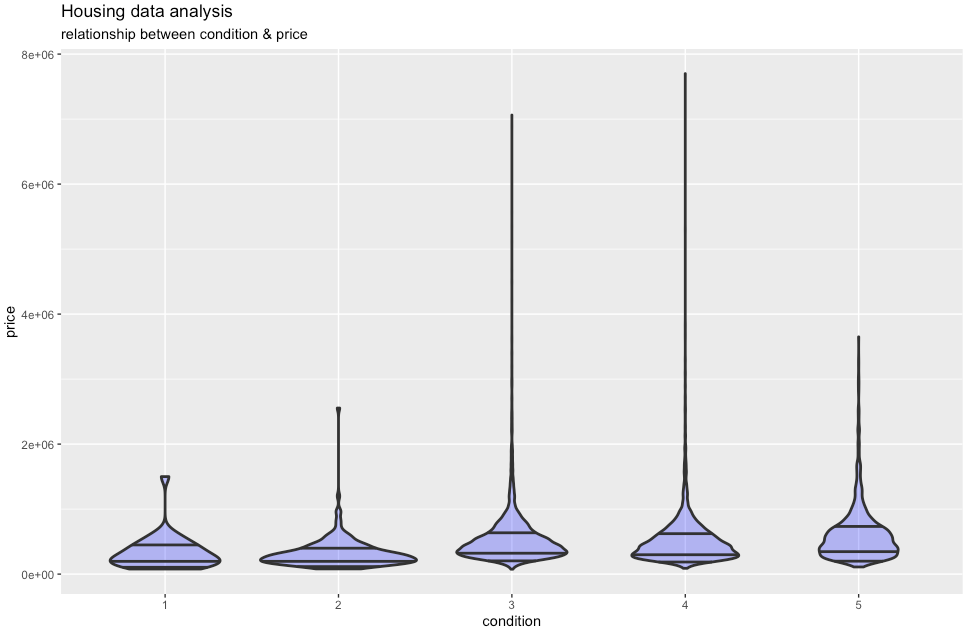 Housing data analysis
relationship between condition & price
8e+06
6e+06
4e+06
2e+06
0e+00
price
1 2 3 4 5
condition